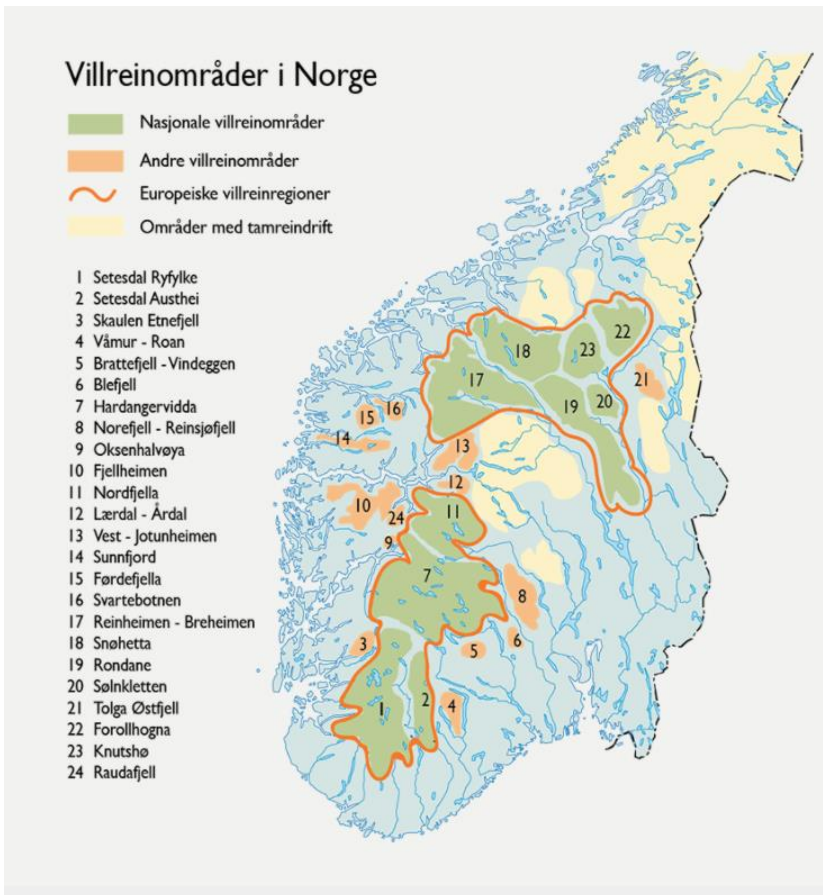 Villreinområder i Norge
Nasjonale villreinområder
Andre villreinområder
Europeiske villreinregioner
Områder med tamreindrift
1 Setesdal Ryfylke
2 Setesdal Austhei
3 Skaulen Etnefjell
4 Våmur - Roan
5 Brattefjell - Vindeggen
6 Blefjell
7 Hardangervidda
8 Norefjell - Reinsjøfjell
9 Oksenhalvøya
10 Fjellheimen
11 Nordfjella
12 Lærdal - Årdal
13 Vest - Jotunheimen
14 Sunnfjord
15 Førdefjella
16 Svartebotnen
17 Reinheimen - Breheimen
18 Snøhetta
19 Rondane
20 Sølnkletten
21 Tolga Østfjell
22 Forollhogna
23 Knutshø
24 Raudafjell
22
18
23
17
21
20
19
16
15
14
13
12
10
24
11
9
7
8
6
3
5
2
4
1